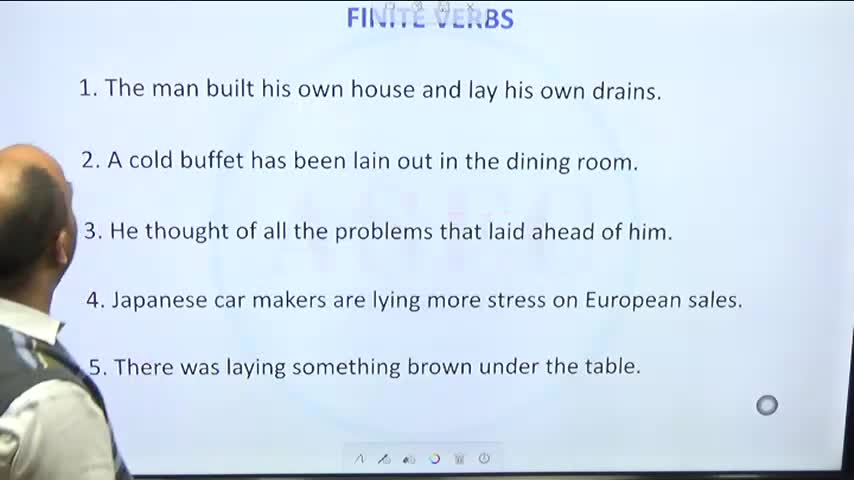 FINITE VERBS
1. The man built his own house and lay his own drains.
2. A cold buffet has been lain out in the dining room.
3. He thought of all the problems that laid ahead of him.
4. Japanese car makers are lying more stress on European sales.
5. There was laying something brown under the table.